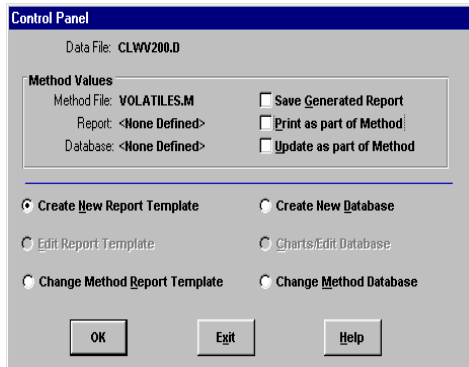 Control Panel
Data File: CLWV200.D
Method Values
Method File: VOLATILES.M
Save Generated Report
Report: <None Defined>
Print as part of Method
Database: <None Defined>
Update as part of Method
Create New Report Template
Create New Database
Edit Report Template
Charts/Edit Database
Change Method Report Template
Change Method Database
OK
Exit
Help